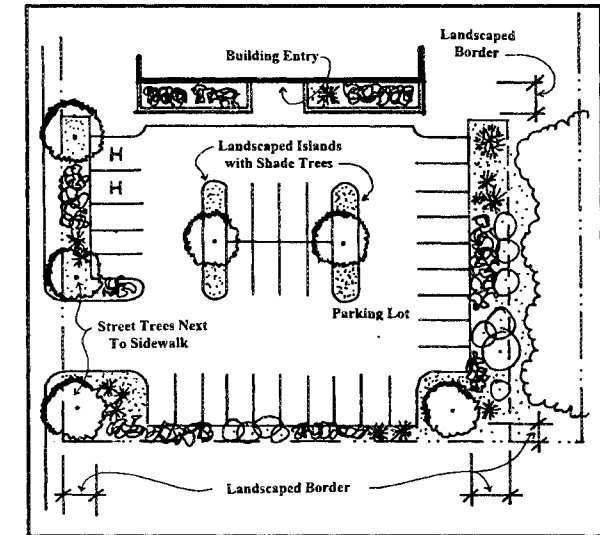 Landscaped
Border
Building Entry
H
H
Landscaped Islands
with Shade Trees
Parking Lot
Street Trees Next
To Sidewalk
Landscaped Border